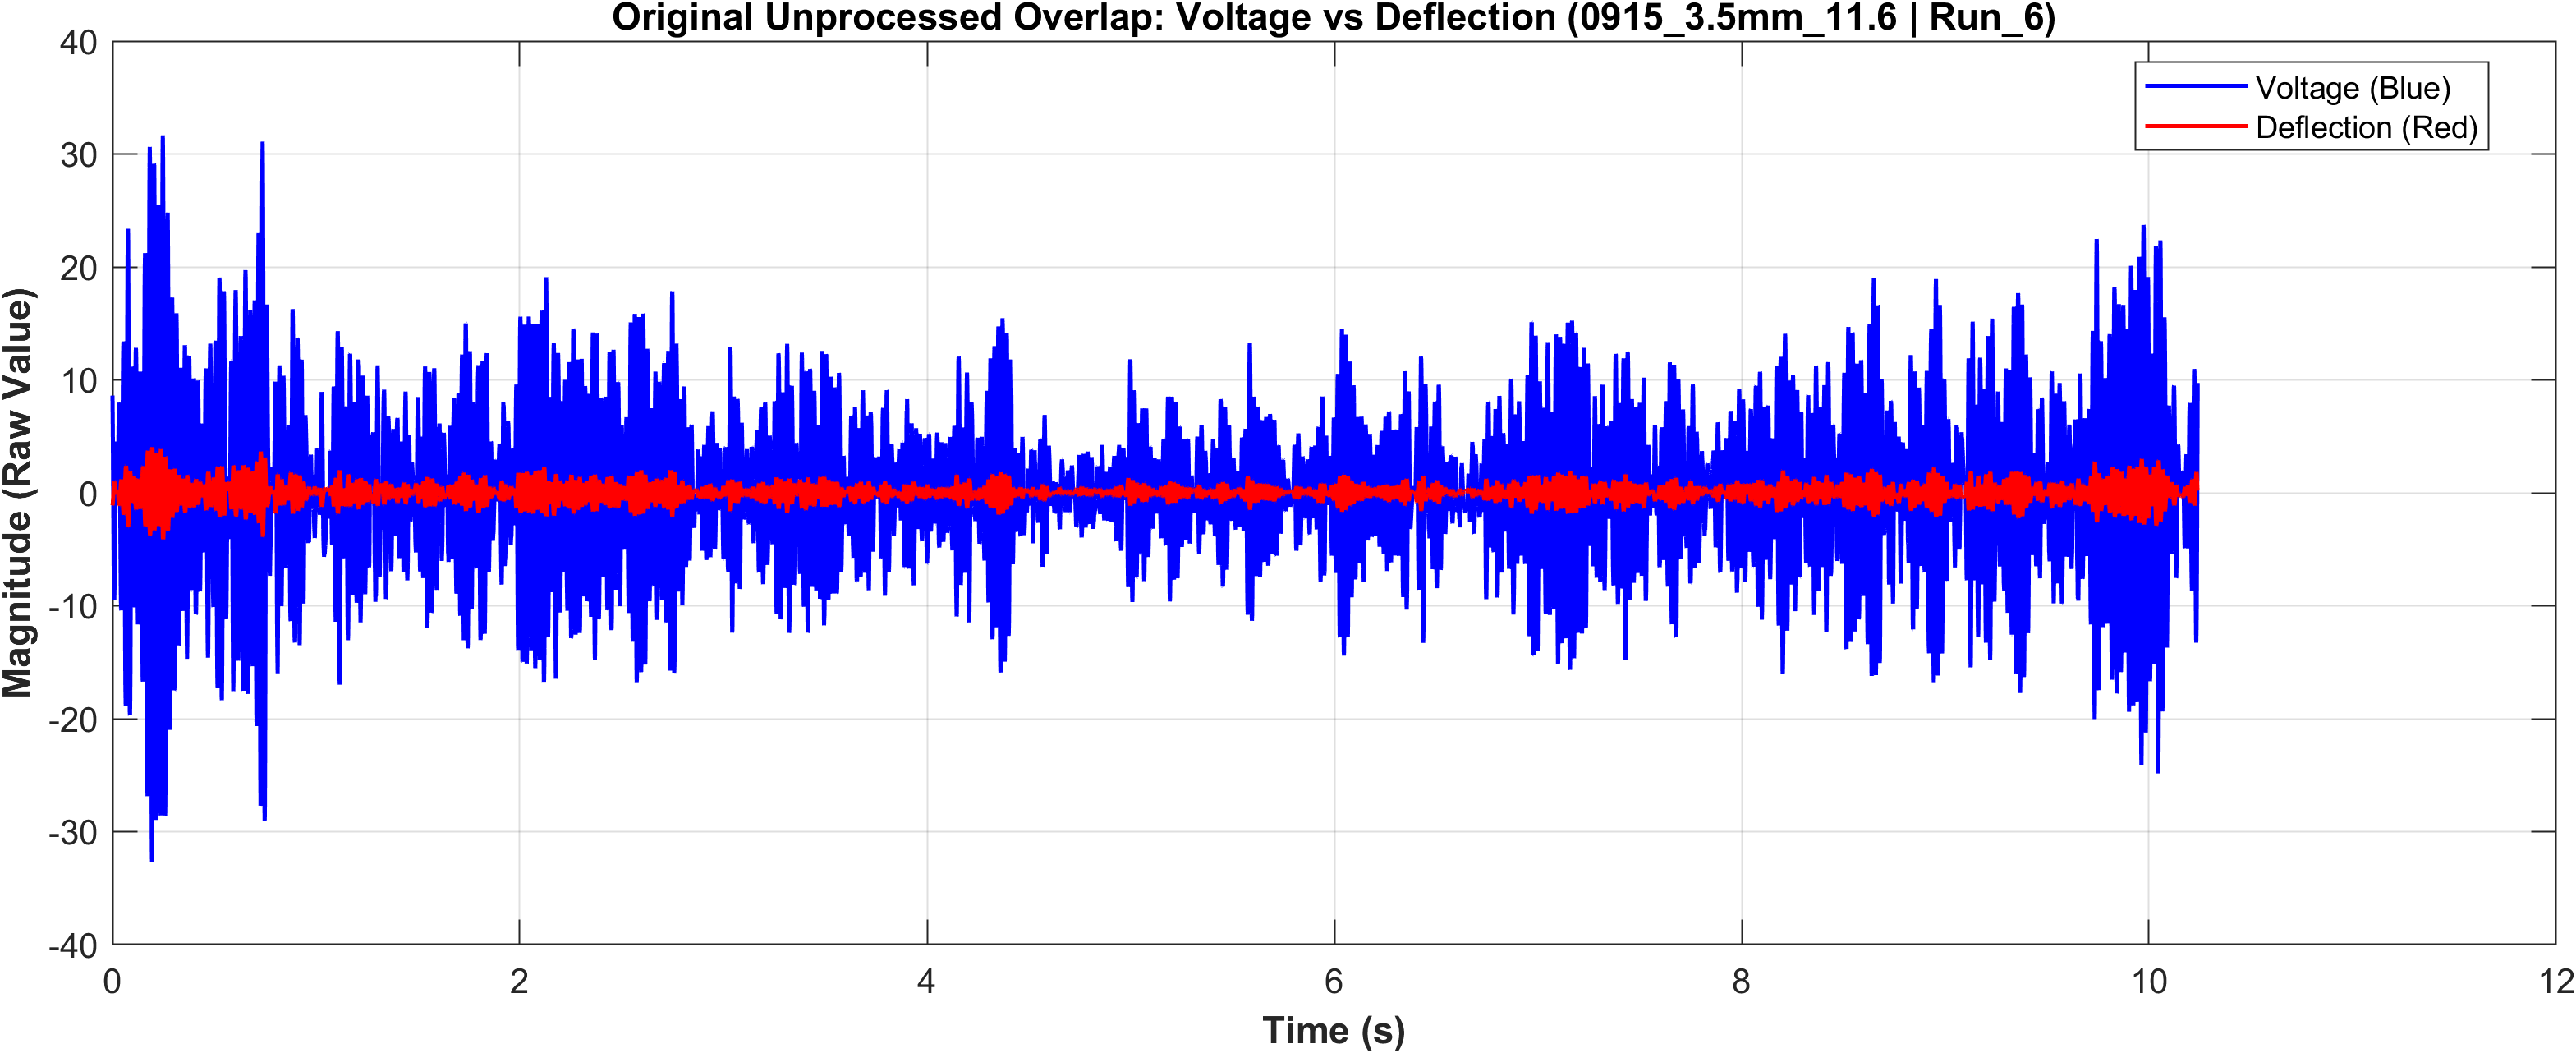 Original Unprocessed Overlap: Voltage vs Deflection (0915_3.5mm_11.6 | Run_6)
Voltage (Blue)
Deflection (Red)
Magnitude (Raw Value)
40
30
20
10
0
-10
-20
-30
-40
0 2 4 6 8 10 12
Time (s)